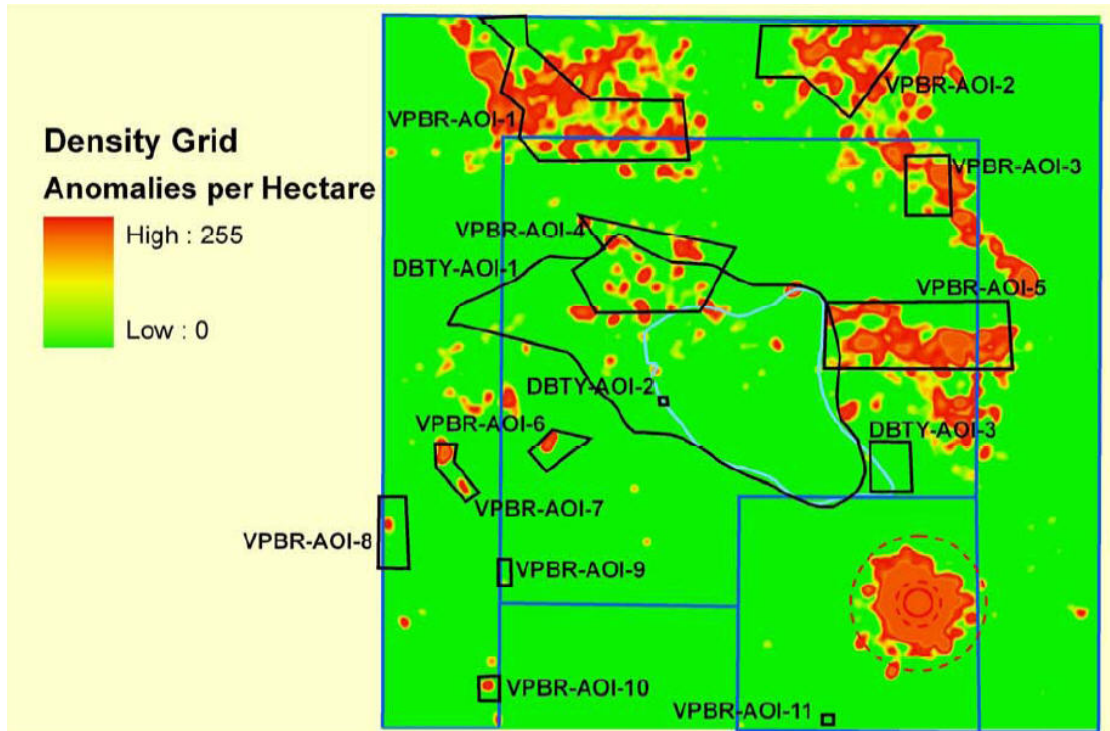 Density Grid
Anomalies per Hectare
High : 255
Low : 0
VPBR-AOI-1
VPBR-AOI-2
VPBR-AOI-3
VPBR-AOI-4
DBTY-AOI-1
VPBR-AOI-5
DBTY-AOI-2
VPBR-AOI-6
DBTY-AOI-3
VPBR-AOI-7
VPBR-AOI-8
VPBR-AOI-9
VPBR-AOI-10
VPBR-AOI-11